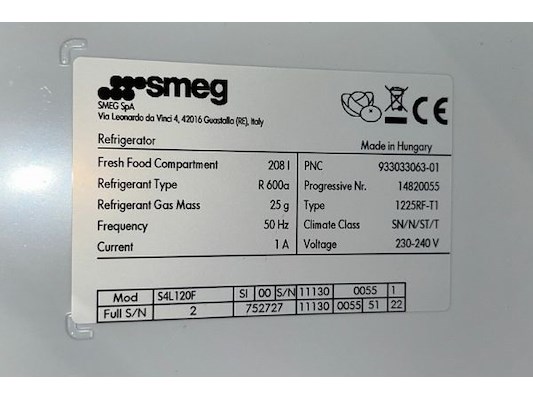 smeg
SMEG SpA
Via Leonardo da Vinci 4, 42016 Guastalla (RE), Italy
CE
Refrigerator Made in Hungary
Fresh Food Compartment 208 l PNC 933033063-01
Refrigerant Type R 600a Progressive Nr. 14820055
Refrigerant Gas Mass 25 g Type 1225RF-T1
Frequency 50 Hz Climate Class SN/N/ST/T
Current 1 A Voltage 230-240 V
Mod S4L120F SI 00 S/N 11130 0055 1
Full S/N 2 752727 11130 0055 51 22